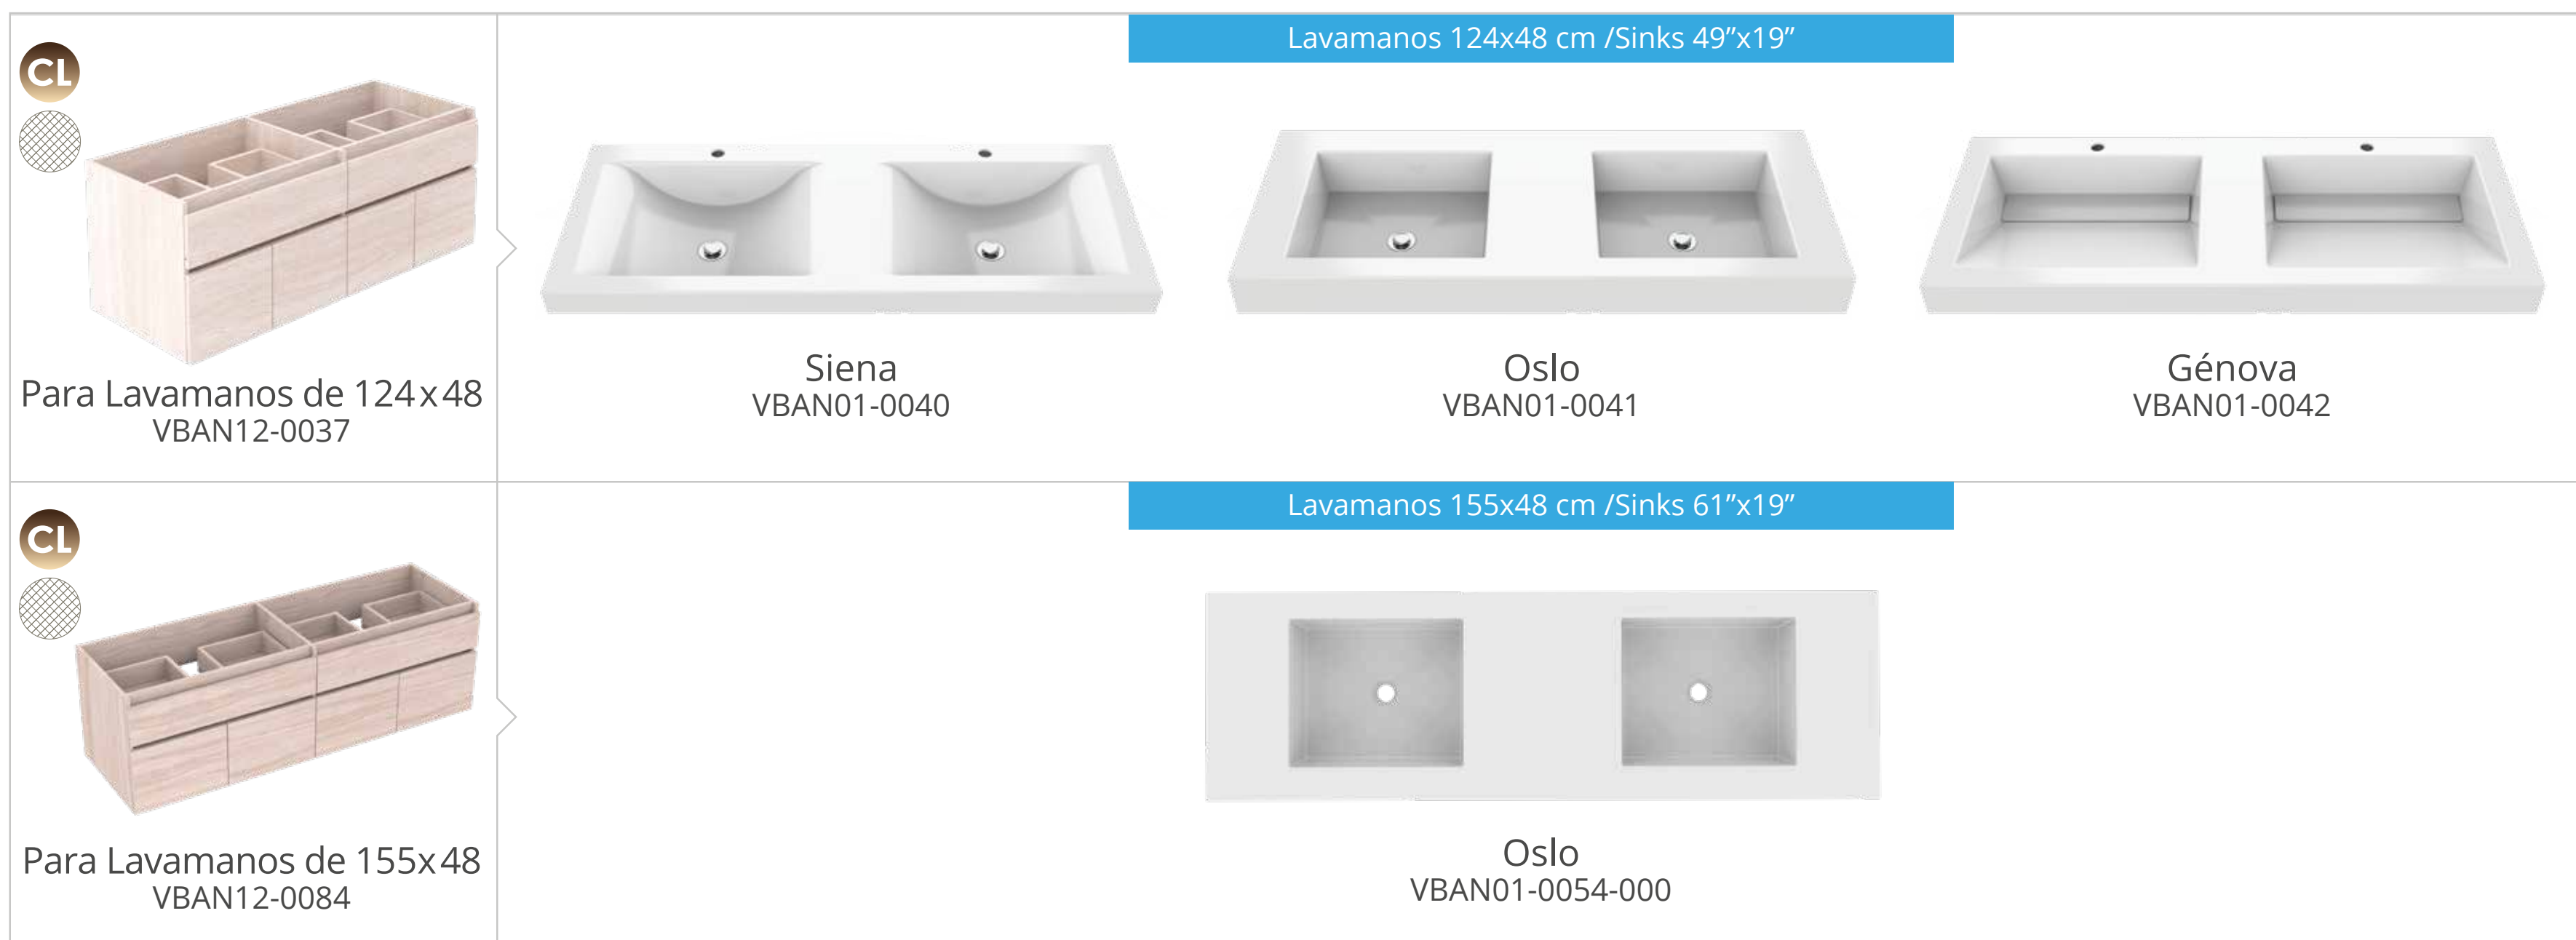 CL
Para Lavamanos de 124x48
VBAN12-0037
Lavamanos 124x48 cm /Sinks 49”x19”
Siena
VBAN01-0040
Oslo
VBAN01-0041
Génova
VBAN01-0042
CL
Para Lavamanos de 155x48
VBAN12-0084
Lavamanos 155x48 cm /Sinks 61”x19”
Oslo
VBAN01-0054-000